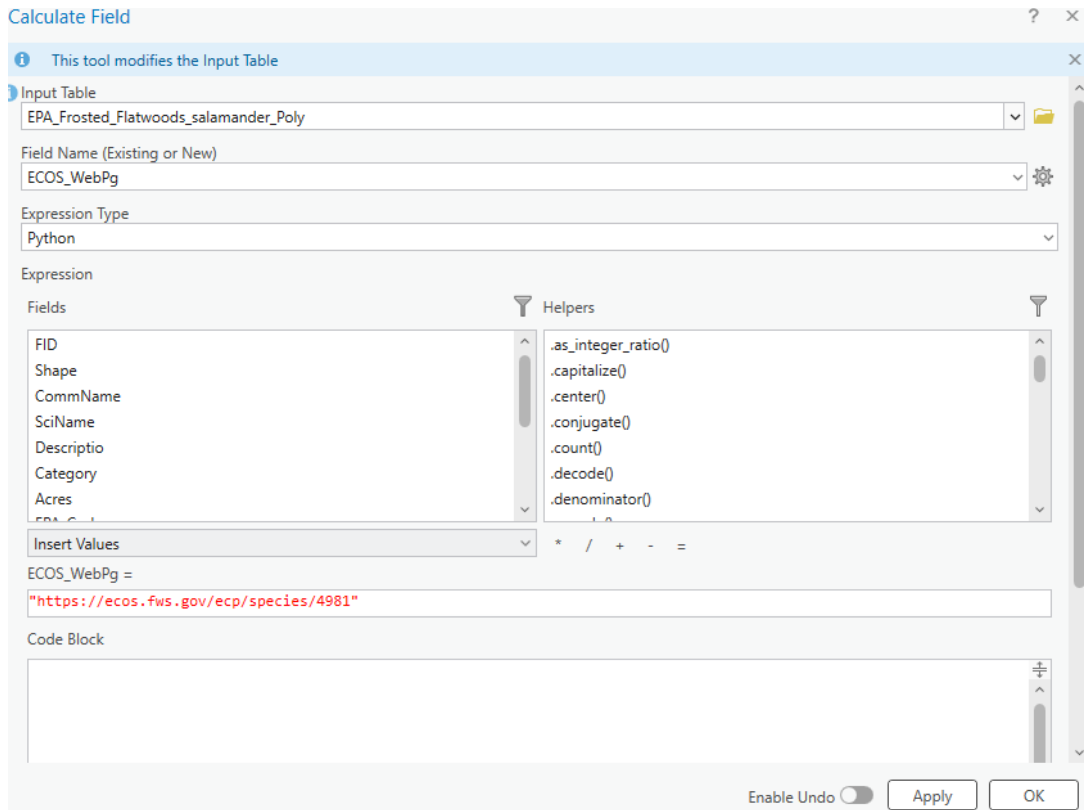 Calculate Field ? ×
This tool modifies the Input Table ×
Input Table
EPA_Frosted_Flatwoods_salamander_Poly
Field Name (Existing or New)
ECOS_WebPg
Expression Type
Python
Expression
Fields
FID
Shape
CommName
SciName
Descriptio
Category
Acres
Helpers
.as_integer_ratio()
.capitalize()
.center()
.conjugate()
.count()
.decode()
.denominator()
Insert Values
* / + - =
ECOS_WebPg =
"https://ecos.fws.gov/ecp/species/4981"
Code Block
Enable Undo Apply OK